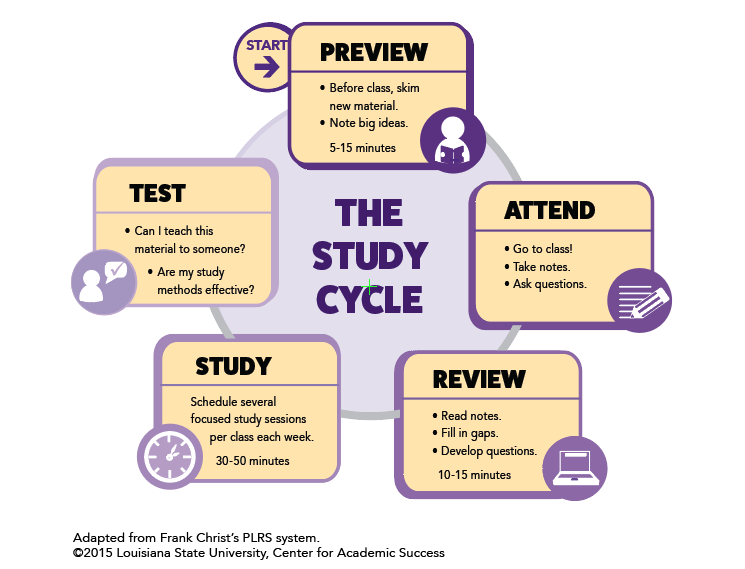 START
PREVIEW
• Before class, skim
new material.
• Note big ideas.
5-15 minutes
THE
STUDY
CYCLE
ATTEND
• Go to class!
• Take notes.
• Ask questions.
REVIEW
• Read notes.
• Fill in gaps.
• Develop questions.
10-15 minutes
STUDY
Schedule several
focused study sessions
per class each week.
30-50 minutes
TEST
• Can I teach this
material to someone?
• Are my study
methods effective?
Adapted from Frank Christ’s PLRS system.
©2015 Louisiana State University, Center for Academic Success